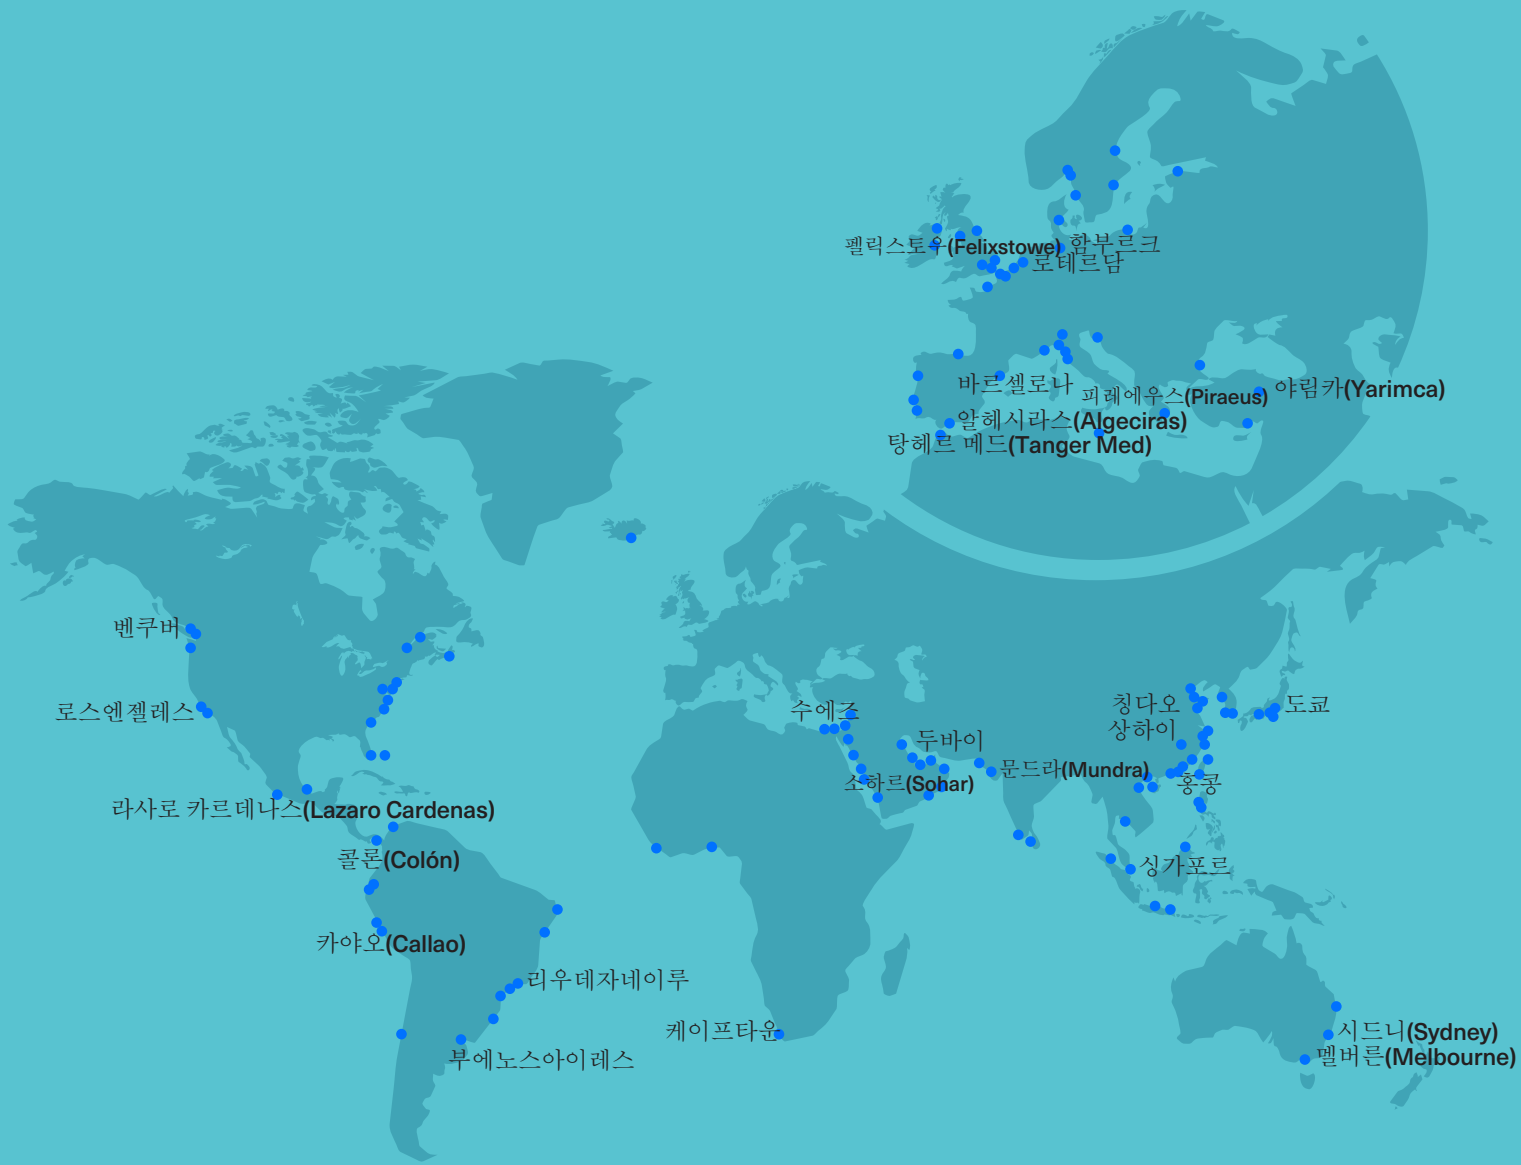 펠릭스토우(Felixstowe)
함부르크
로테르담
바르셀로나
피레에우스(Piraeus)
야림카(Yarimca)
알헤시라스(Algeciras)
탕헤르 메드(Tanger Med)
벤쿠버
로스엔젤레스
수에즈
두바이
칭다오
도쿄
상하이
소하르(Sohar)
문드라(Mundra)
홍콩
라사로 카르데나스(Lazaro Cardenas)
콜론(Colón)
싱가포르
카야오(Callao)
리우데자네이루
케이프타운
시드니(Sydney)
부에노스아이레스
멜버른(Melbourne)